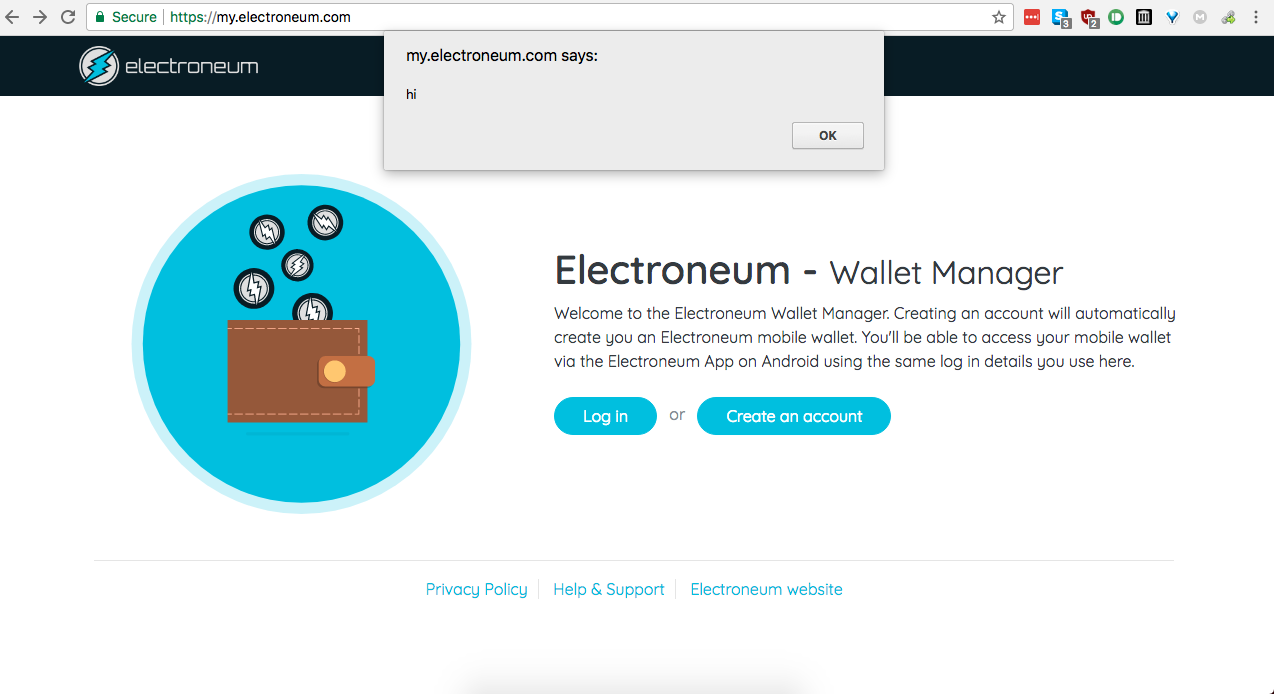 Secure
https://my.electroneum.com
3
2
electroneum
my.electroneum.com says:
hi
OK
Electroneum - Wallet Manager
Welcome to the Electroneum Wallet Manager. Creating an account will automatically
create you an Electroneum mobile wallet. You'll be able to access your mobile wallet
via the Electroneum App on Android using the same log in details you use here.
Log in or Create an account
Privacy Policy Help & Support Electroneum website